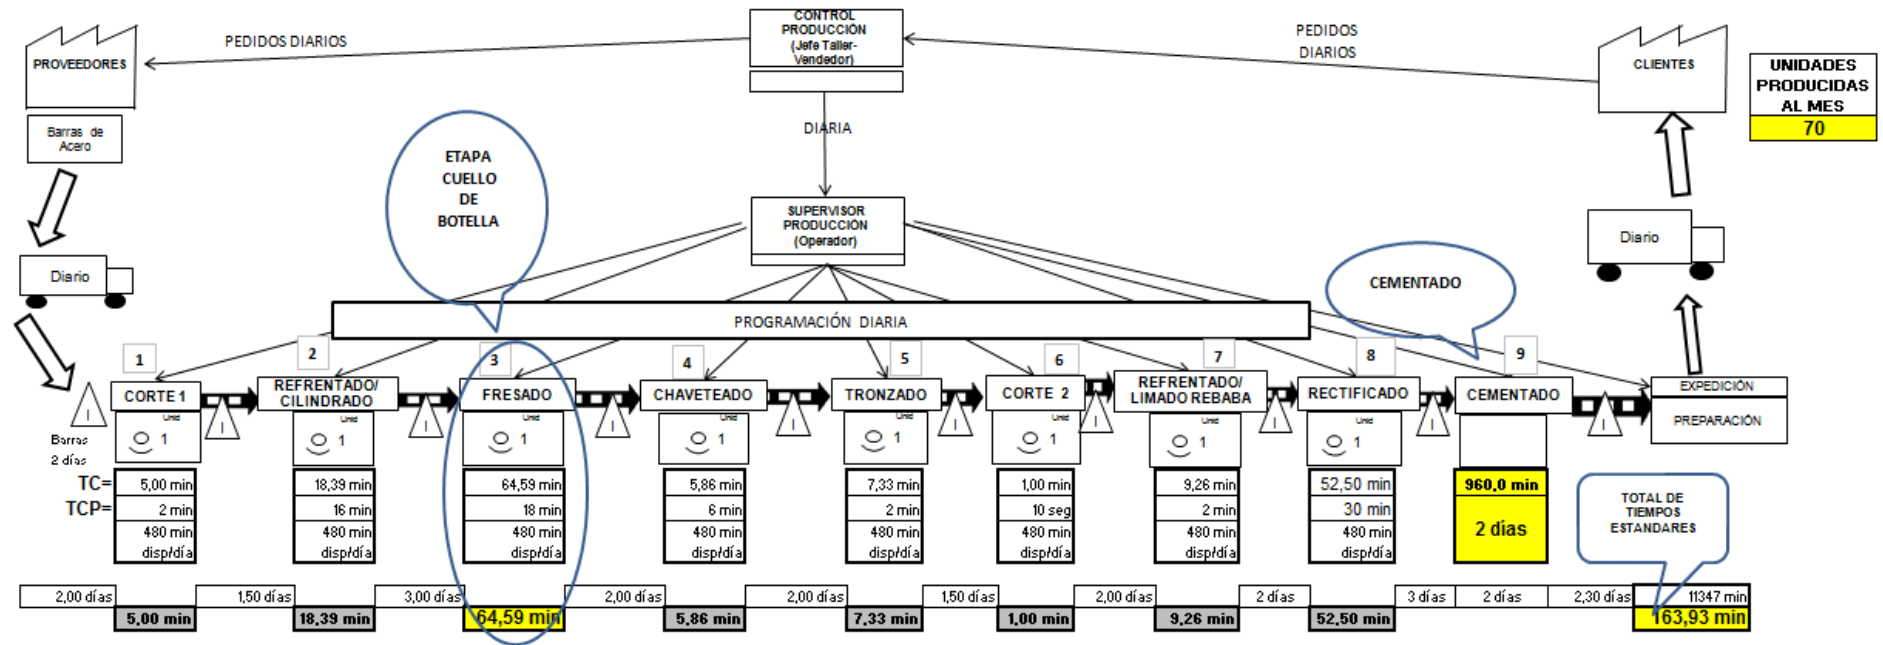 CONTROL
PRODUCCIÓN
(Jefe Taller-
Vendedor)
PEDIDOS DIARIOS
PEDIDOS
DIARIOS
PROVEEDORES
CLIENTES
UNIDADES
PRODUCIDAS
AL MES
70
Barras de
Acero
DIARIA
ETAPA
CUELLO
DE
BOTELLA
SUPERVISOR
PRODUCCIÓN
(Operador)
Diario
Diario
CEMENTADO
PROGRAMACIÓN DIARIA
1 2 3 4 5 6 7 8 9
CORTE 1
REFRENTADO/
CILINDRADO
FRESADO
CHAVETEADO
TRONZADO
CORTE 2
REFRENTADO/
LIMADO REBABA
RECTIFICADO
CEMENTADO
EXPEDICIÓN
PREPARACIÓN
I I I I I I I I I I
Unid Unid Unid Unid Unid Unid Unid Unid
1 1 1 1 1 1 1 1
Barras
2 días
TC= 5,00 min 18,39 min 64,59 min 5,86 min 7,33 min 1,00 min 9,26 min 52,50 min 960,0 min
TCP= 2 min 16 min 18 min 6 min 2 min 10 seg 2 min 30 min 2 días
480 min 480 min 480 min 480 min 480 min 480 min 480 min 480 min
disp/día disp/día disp/día disp/día disp/día disp/día disp/día disp/día
TOTAL DE
TIEMPOS
ESTANDARES
2,00 días 1,50 días 3,00 días 2,00 días 2,00 días 1,50 días 2,00 días 2 días 3 días 2 días 2,30 días 11347 min
5,00 min 18,39 min 64,59 min 5,86 min 7,33 min 1,00 min 9,26 min 52,50 min 163,93 min